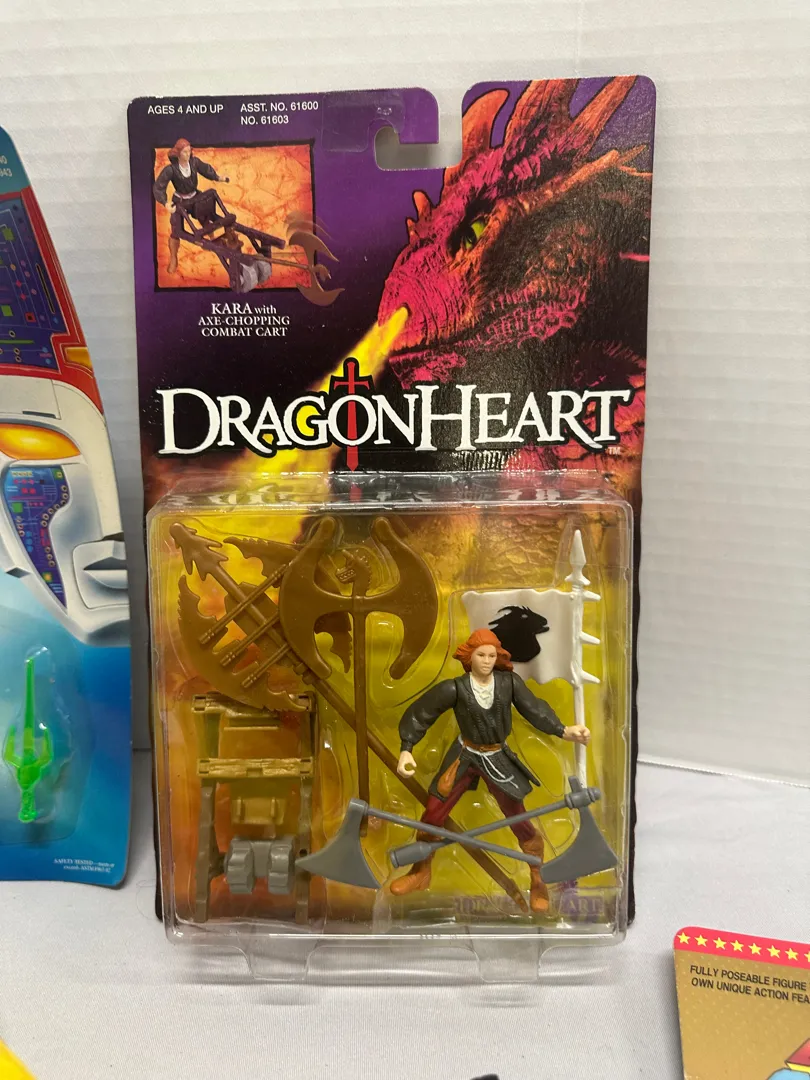 AGES 4 AND UP
ASST. NO. 61600
NO. 61603
KARA with
AXE-CHOPPING
COMBAT CART
DRAGONHEART
TM
FULLY POSEABLE FIGURE
OWN UNIQUE ACTION FEA